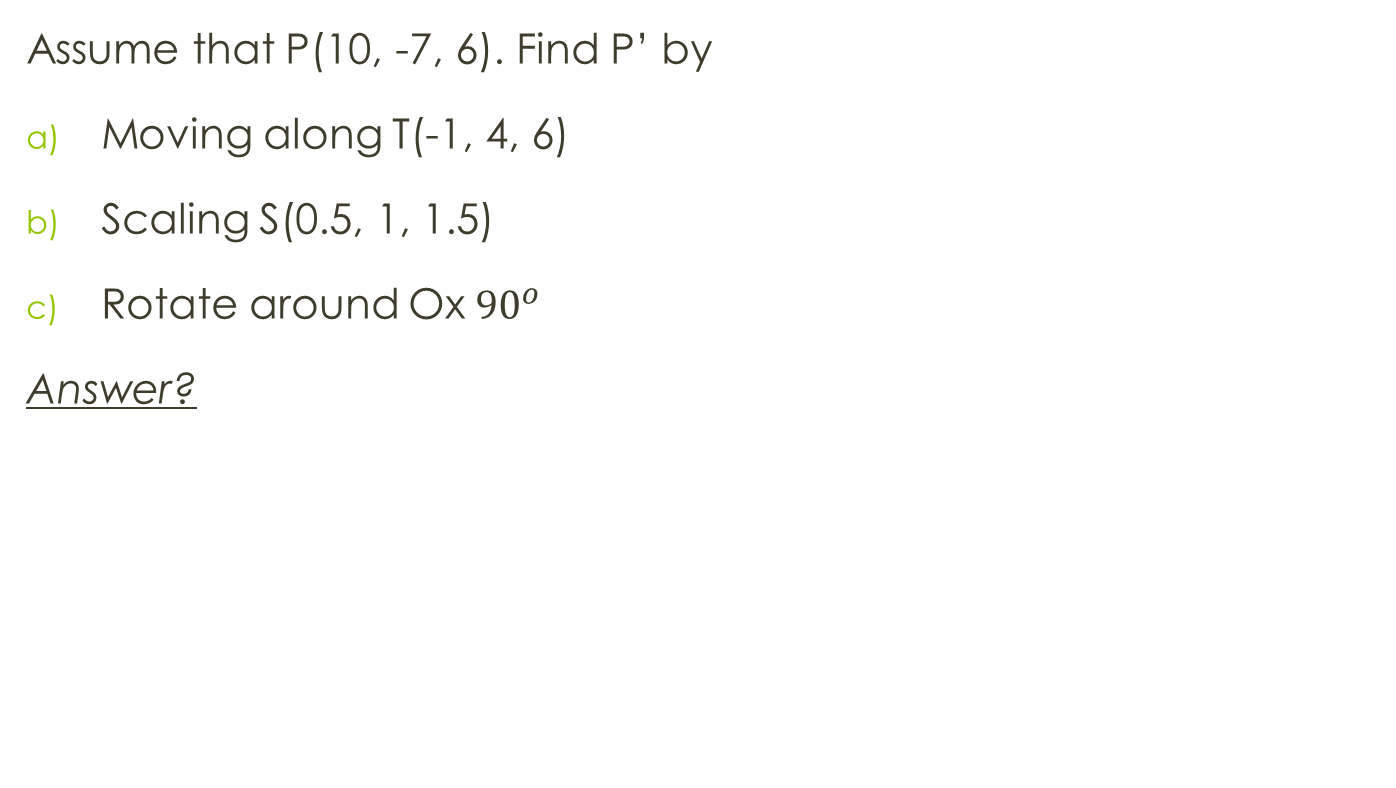 Assume that P(10, -7, 6). Find P’ by
a) Moving along T(-1, 4, 6)
b) Scaling S(0.5, 1, 1.5)
c) Rotate around Ox 90ᵒ
Answer?